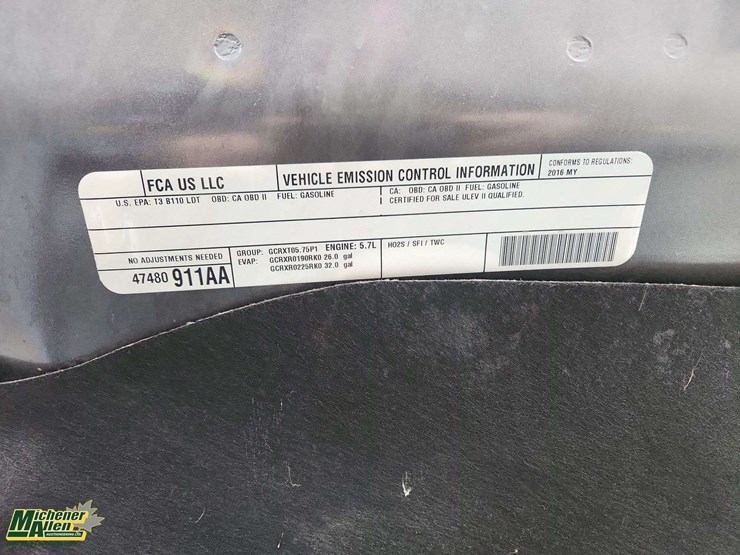 FCA US LLC
VEHICLE EMISSION CONTROL INFORMATION
CONFORMS TO REGULATIONS:
2016 MY
U.S. EPA: T3 B110 LDT OBD: CA OBD II FUEL: GASOLINE
CA: OBD: CA OBD II FUEL: GASOLINE
CERTIFIED FOR SALE ULEV II QUALIFIED.
NO ADJUSTMENTS NEEDED
47480 911AA
GROUP: GCRXT05.75P1 ENGINE: 5.7L
EVAP: GCRXR0190RK0 26.0 gal
GCRXR0225RK0 32.0 gal
HO2S / SFI / TWC
Michener
Allen
AUCTIONEERING LTD.